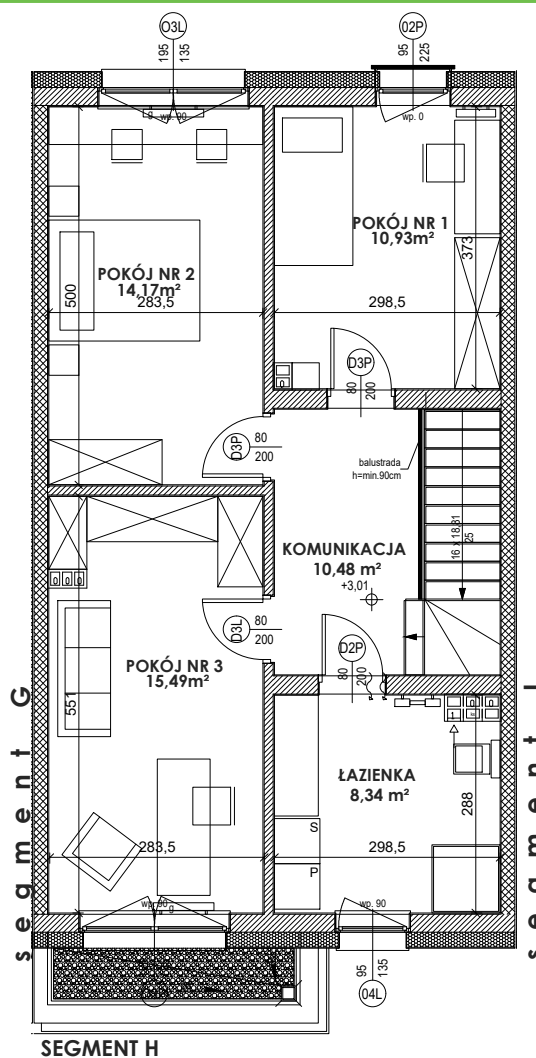 O3L
195
135
02P
95
225
g wp. 90
wp. 0
POKÓJ NR 1
10,93m²
373
POKÓJ NR 2
14,17m²
500
283,5
298,5
D3P
80
200
D3P
80
200
balustrada
h=min.90cm
16 x 18,81
25
KOMUNIKACJA
10,48 m²
+3,01
D3L
80
200
D2P
80
200
POKÓJ NR 3
15,49m²
551
ŁAZIENKA
8,34 m²
288
S
P
283,5
298,5
wp. 90
g
wp. 90
95
135
04L
segment G
segment I
SEGMENT H